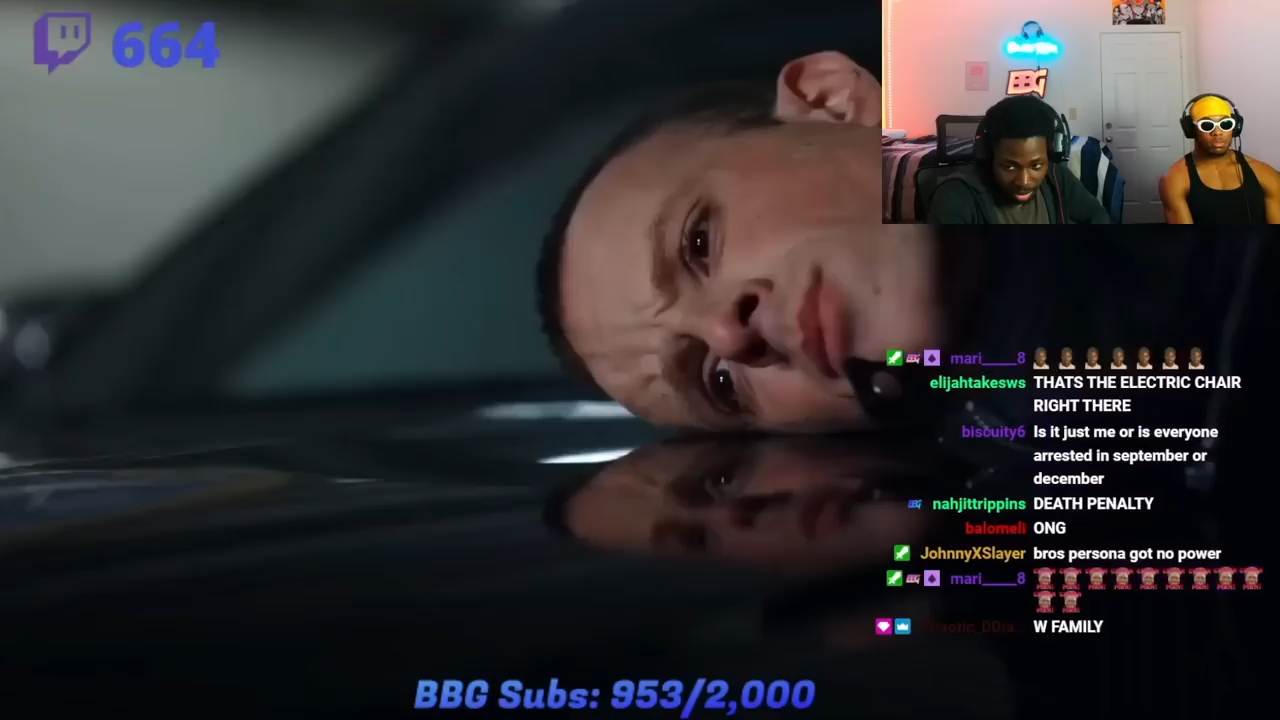 664
BBG
mari____8
elijahtakesws THATS THE ELECTRIC CHAIR
RIGHT THERE
biscuity6 Is it just me or is everyone
arrested in september or
december
nahjittrippins DEATH PENALTY
balomeli ONG
JohnnyXSlayer bros persona got no power
mari____8
W FAMILY
BBG Subs: 953/2,000